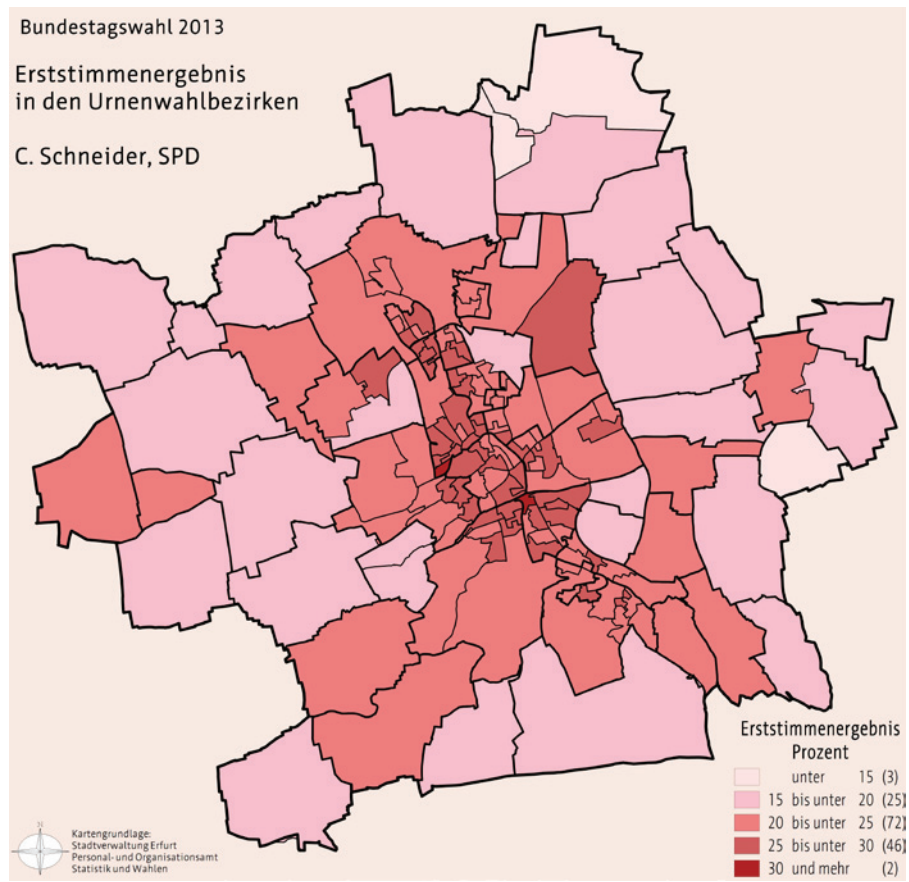 Bundestagswahl 2013
Erststimmenergebnis
in den Urnenwahlbezirken
C. Schneider, SPD
Erststimmenergebnis
Prozent
unter 15 (3)
15 bis unter 20 (25)
20 bis unter 25 (72)
25 bis unter 30 (46)
30 und mehr (2)
N
Kartengrundlage:
Stadtverwaltung Erfurt
Personal- und Organisationsamt
Statistik und Wahlen